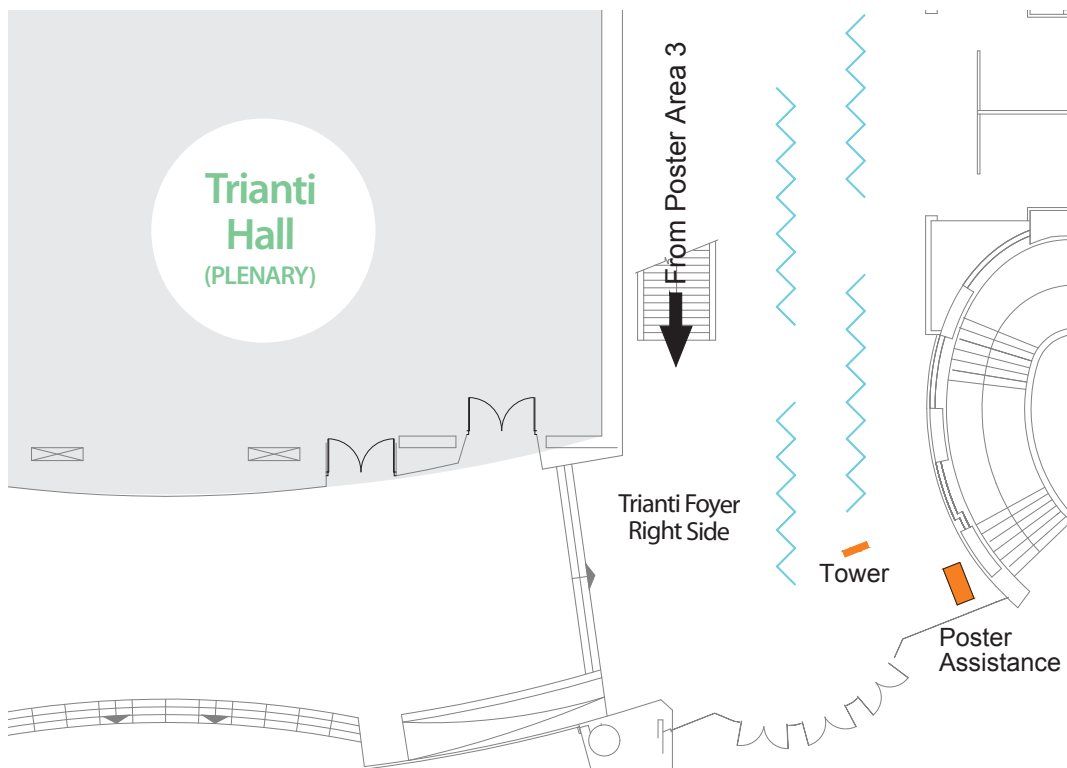 Trianti
Hall
(PLENARY)
From Poster Area 3
Trianti Foyer
Right Side
Tower
Poster
Assistance